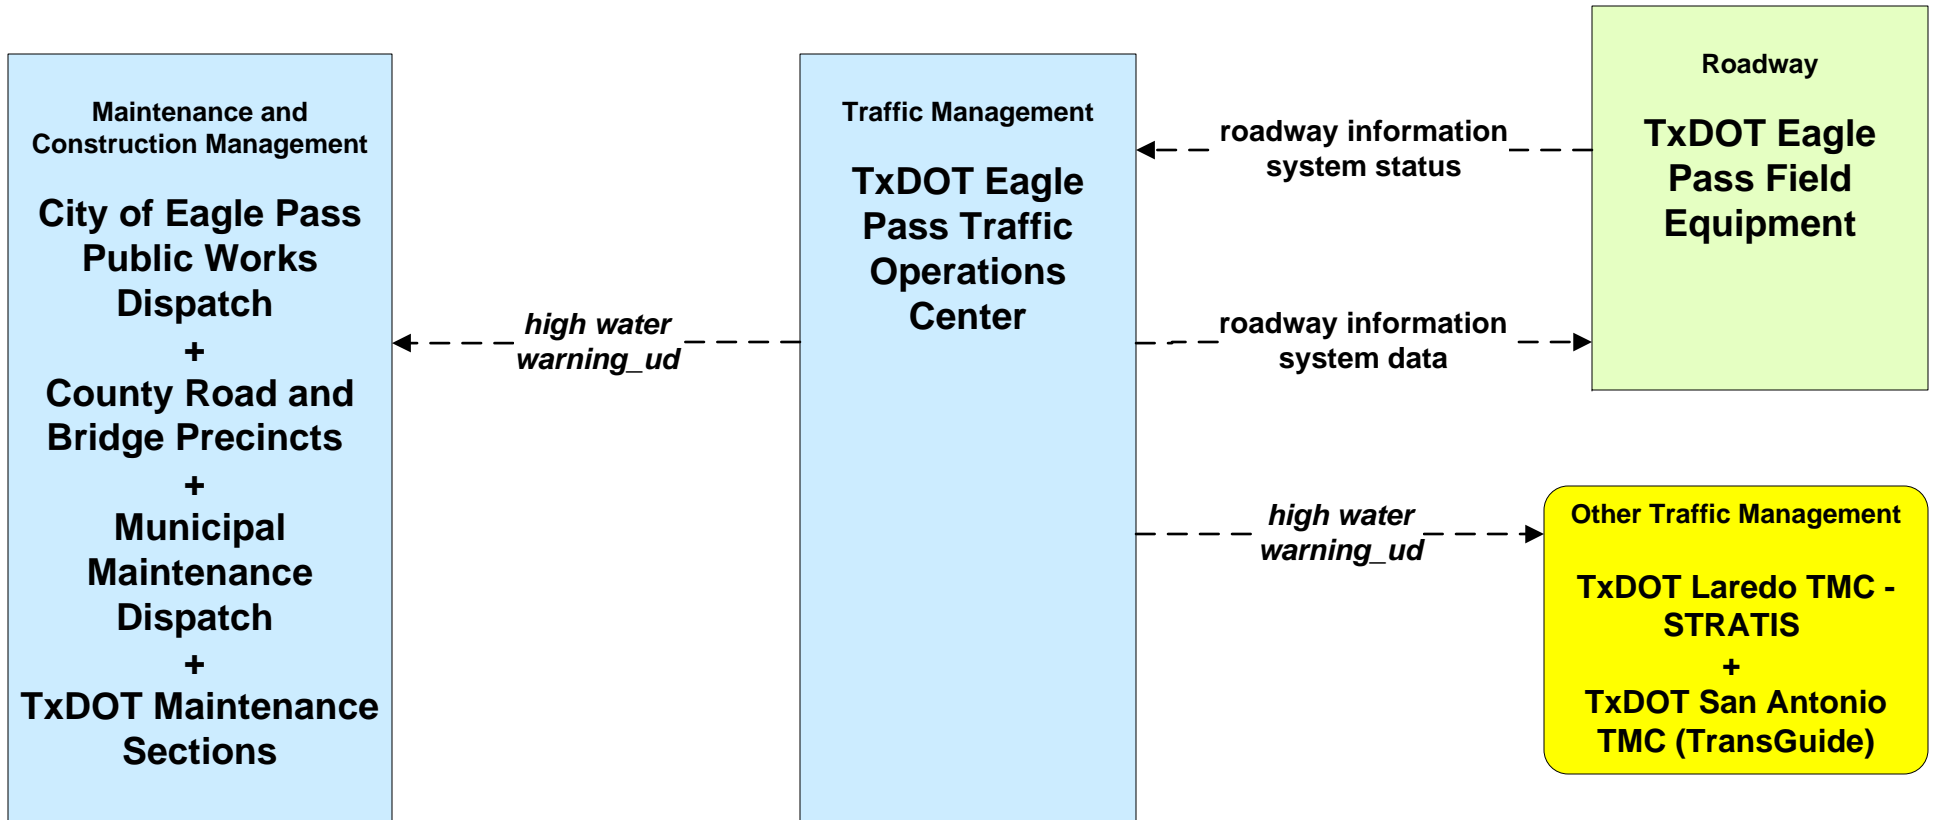 Maintenance and
Construction Management
City of Eagle Pass
Public Works
Dispatch
+
County Road and
Bridge Precincts
+
Municipal
Maintenance
Dispatch
+
TxDOT Maintenance
Sections
high water
warning_ud
Traffic Management
TxDOT Eagle
Pass Traffic
Operations
Center
roadway information
system status
roadway information
system data
high water
warning_ud
Roadway
TxDOT Eagle
Pass Field
Equipment
Other Traffic Management
TxDOT Laredo TMC -
STRATIS
+
TxDOT San Antonio
TMC (TransGuide)